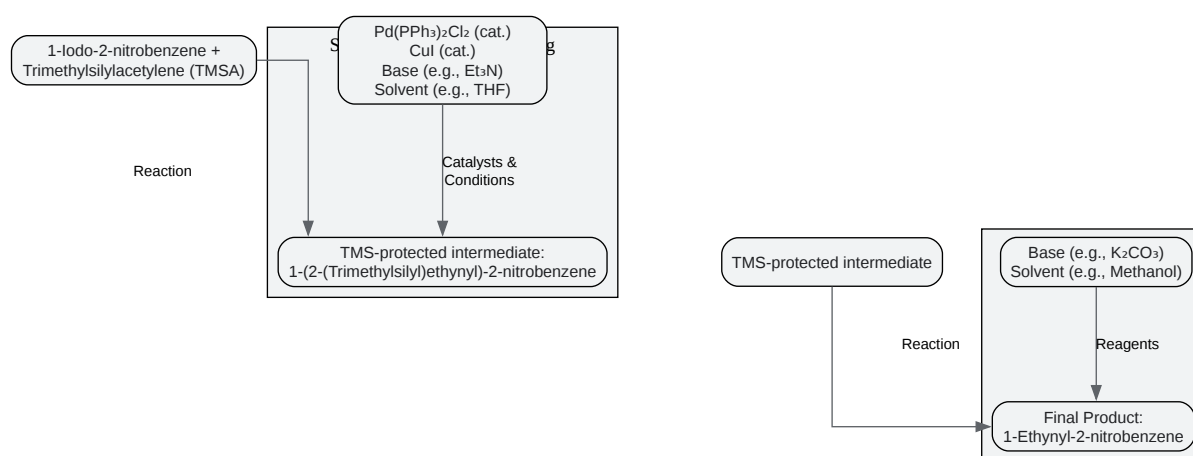 1-Iodo-2-nitrobenzene +
Trimethylsilylacetylene (TMSA)
Pd(PPh₃)₂Cl₂ (cat.)
CuI (cat.)
Base (e.g., Et₃N)
Solvent (e.g., THF)
Reaction
Catalysts &
Conditions
TMS-protected intermediate:
1-(2-(Trimethylsilyl)ethynyl)-2-nitrobenzene
TMS-protected intermediate
Base (e.g., K₂CO₃)
Solvent (e.g., Methanol)
Reaction
Reagents
Final Product:
1-Ethynyl-2-nitrobenzene